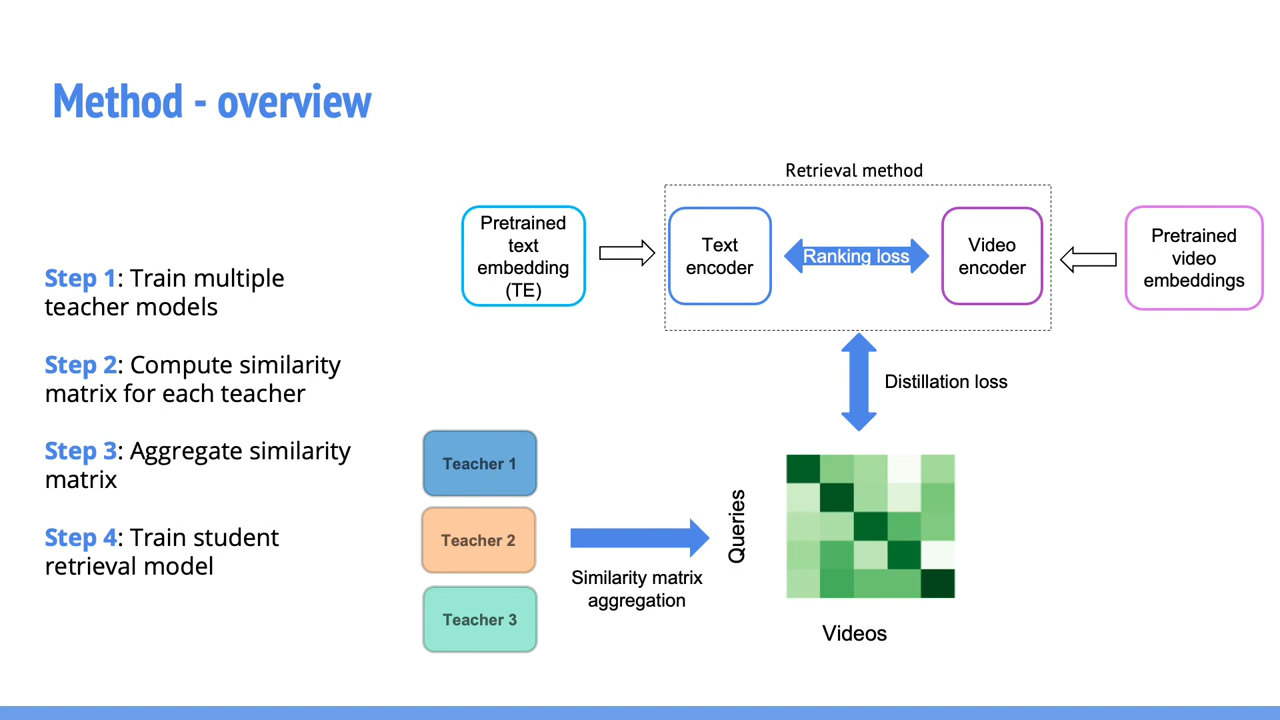 Method - overview
Step 1: Train multiple
teacher models
Step 2: Compute similarity
matrix for each teacher
Step 3: Aggregate similarity
matrix
Step 4: Train student
retrieval model
Retrieval method
Pretrained
text
embedding
(TE)
Text
encoder
Ranking loss
Video
encoder
Pretrained
video
embeddings
Distillation loss
Teacher 1
Teacher 2
Teacher 3
Similarity matrix
aggregation
Queries
Videos